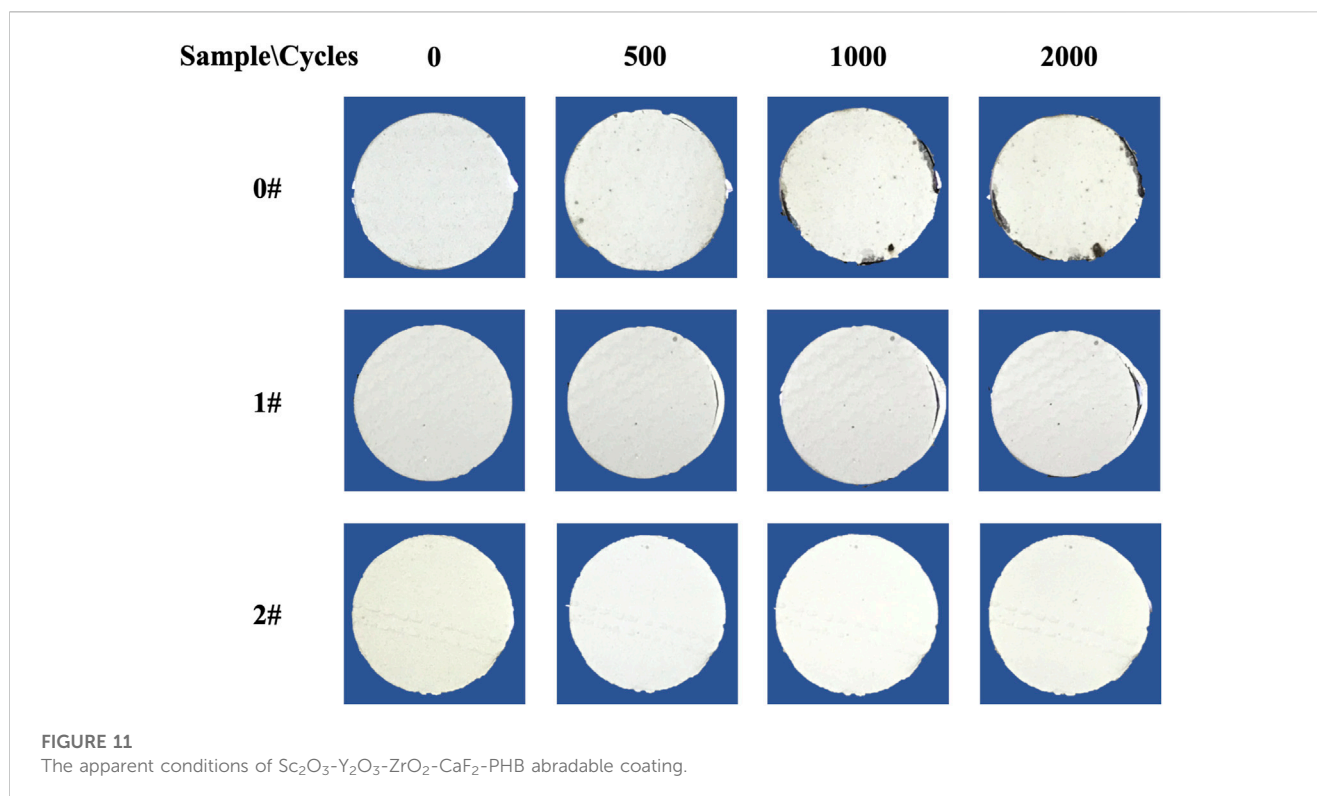 Sample\Cycles 0 500 1000 2000
0#
1#
2#
FIGURE 11
The apparent conditions of Sc₂O₃-Y₂O₃-ZrO₂-CaF₂-PHB abradable coating.